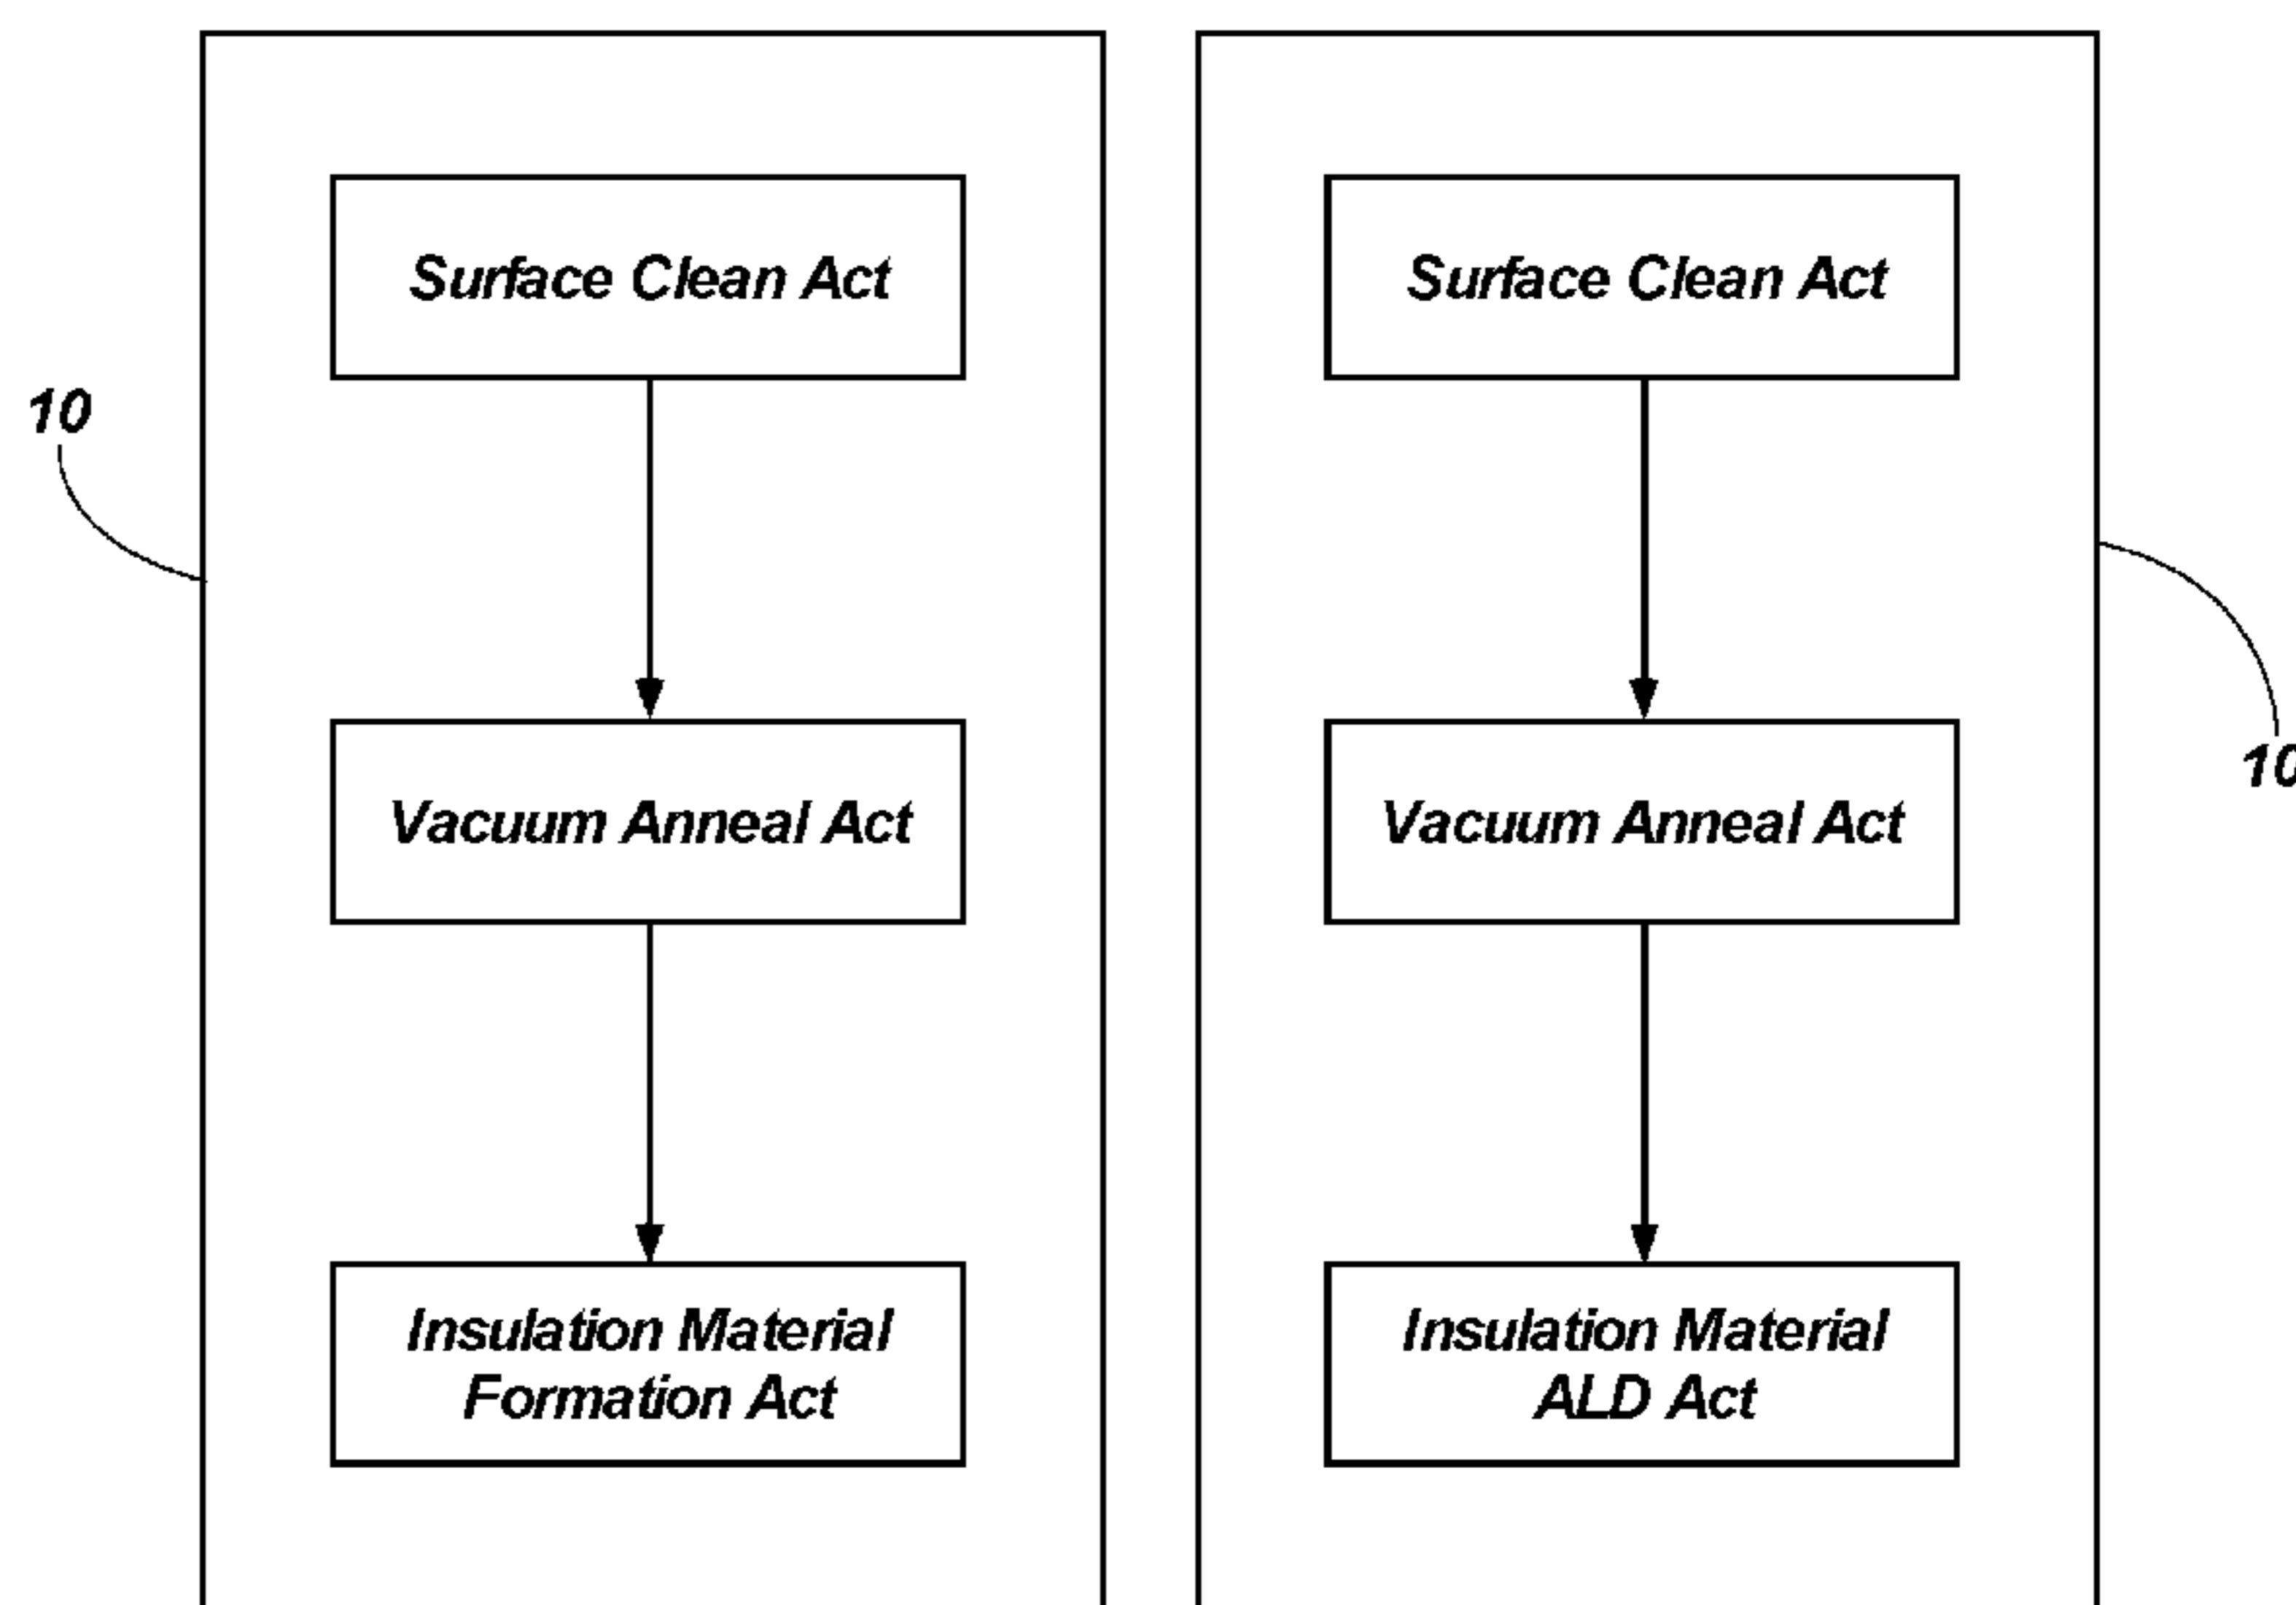 Surface Clean Act
Surface Clean Act
10
Vacuum Anneal Act
Vacuum Anneal Act
10
Insulation Material
Formation Act
Insulation Material
ALD Act